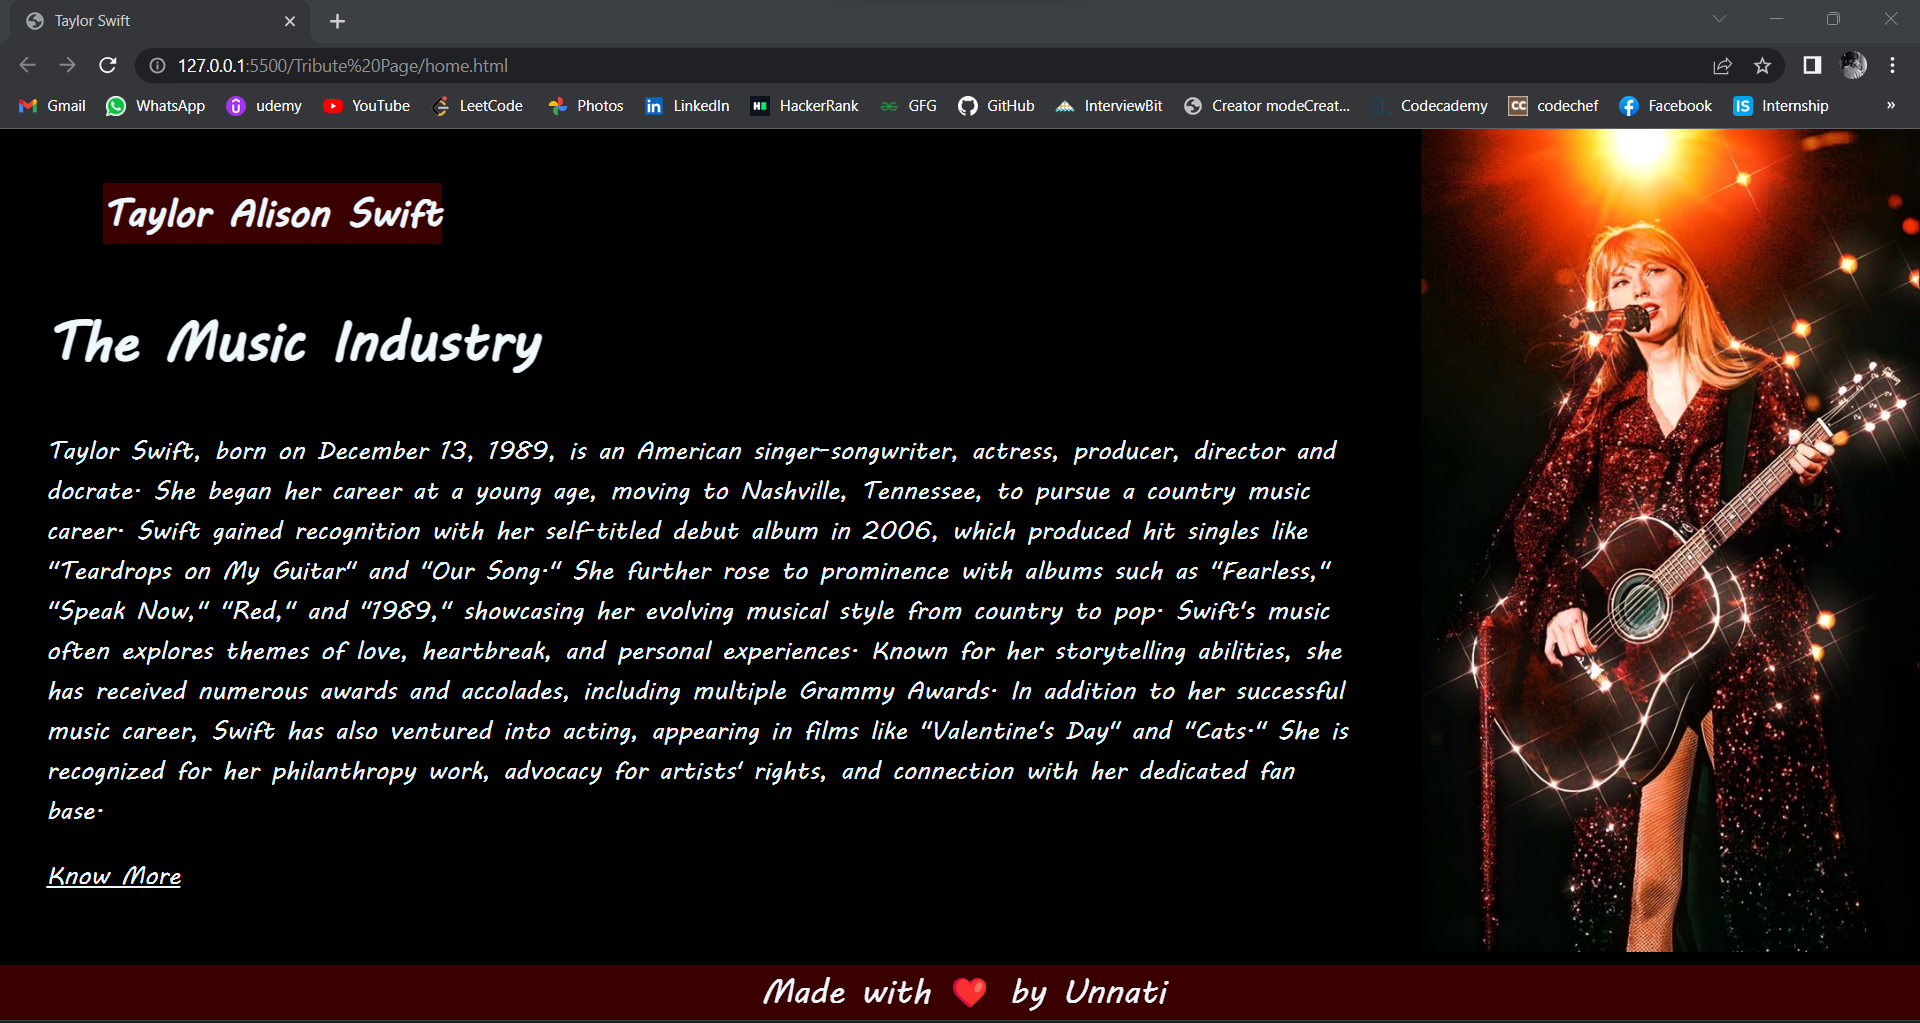 Taylor Swift
127.0.0.1:5500/Tribute%20Page/home.html
Gmail WhatsApp udemy YouTube LeetCode Photos LinkedIn HackerRank GFG GitHub InterviewBit Creator modeCreat... Codecademy codechef Facebook Internship »
Taylor Alison Swift
The Music Industry
Taylor Swift, born on December 13, 1989, is an American singer-songwriter, actress, producer, director and
docrate. She began her career at a young age, moving to Nashville, Tennessee, to pursue a country music
career. Swift gained recognition with her self-titled debut album in 2006, which produced hit singles like
"Teardrops on My Guitar" and "Our Song." She further rose to prominence with albums such as "Fearless,"
"Speak Now," "Red," and "1989," showcasing her evolving musical style from country to pop. Swift's music
often explores themes of love, heartbreak, and personal experiences. Known for her storytelling abilities, she
has received numerous awards and accolades, including multiple Grammy Awards. In addition to her successful
music career, Swift has also ventured into acting, appearing in films like "Valentine's Day" and "Cats." She is
recognized for her philanthropy work, advocacy for artists' rights, and connection with her dedicated fan
base.
Know More
Made with ❤️ by Unnati